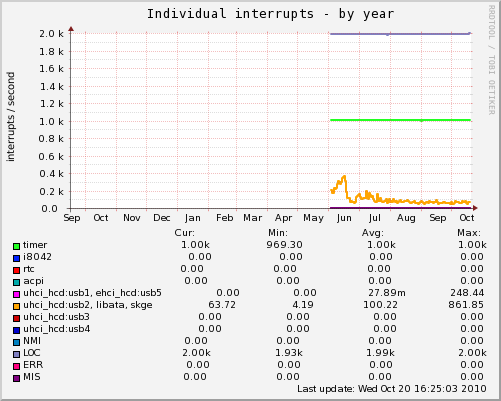 Individual interrupts - by year
RRDTOOL / TOBI OETIKER
interrupts / second
2.0 k
1.8 k
1.6 k
1.4 k
1.2 k
1.0 k
0.8 k
0.6 k
0.4 k
0.2 k
0.0
Sep Oct Nov Dec Jan Feb Mar Apr May Jun Jul Aug Sep Oct
Cur: Min: Avg: Max:
timer 1.00k 969.30 1.00k 1.00k
i8042 0.00 0.00 0.00 0.00
rtc 0.00 0.00 0.00 0.00
acpi 0.00 0.00 0.00 0.00
uhci_hcd:usb1, ehci_hcd:usb5 0.00 0.00 27.89m 248.44
uhci_hcd:usb2, libata, skge 63.72 4.19 100.22 861.85
uhci_hcd:usb3 0.00 0.00 0.00 0.00
uhci_hcd:usb4 0.00 0.00 0.00 0.00
NMI 0.00 0.00 0.00 0.00
LOC 2.00k 1.93k 1.99k 2.00k
ERR 0.00 0.00 0.00 0.00
MIS 0.00 0.00 0.00 0.00
Last update: Wed Oct 20 16:25:03 2010